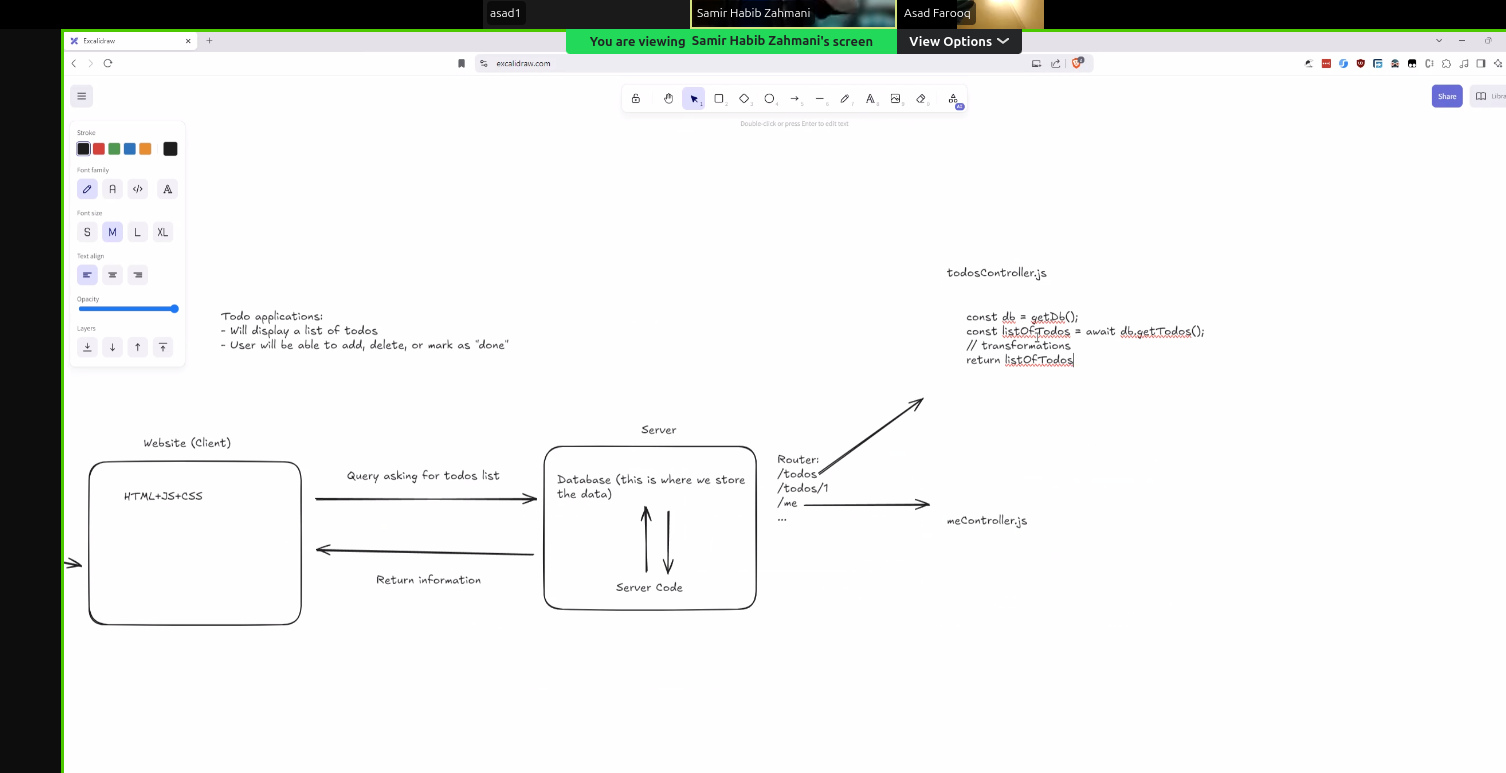 asad1
Samir Habib Zahmani
Asad Farooq
You are viewing Samir Habib Zahmani's screen
View Options
Excalidraw
excalidraw.com
Double-click or press Enter to edit text
Share
Libra
Stroke
Font family
Font size
S M L XL
Text align
Opacity
Layers
Todo applications:
- Will display a list of todos
- User will be able to add, delete, or mark as "done"
todosController.js
const db = getDb();
const listOfTodos = await db.getTodos();
// transformations
return listOfTodos
Website (Client)
HTML+JS+CSS
Query asking for todos list
Return information
Server
Database (this is where we store
the data)
Server Code
Router:
/todos
/todos/1
/me
...
meController.js